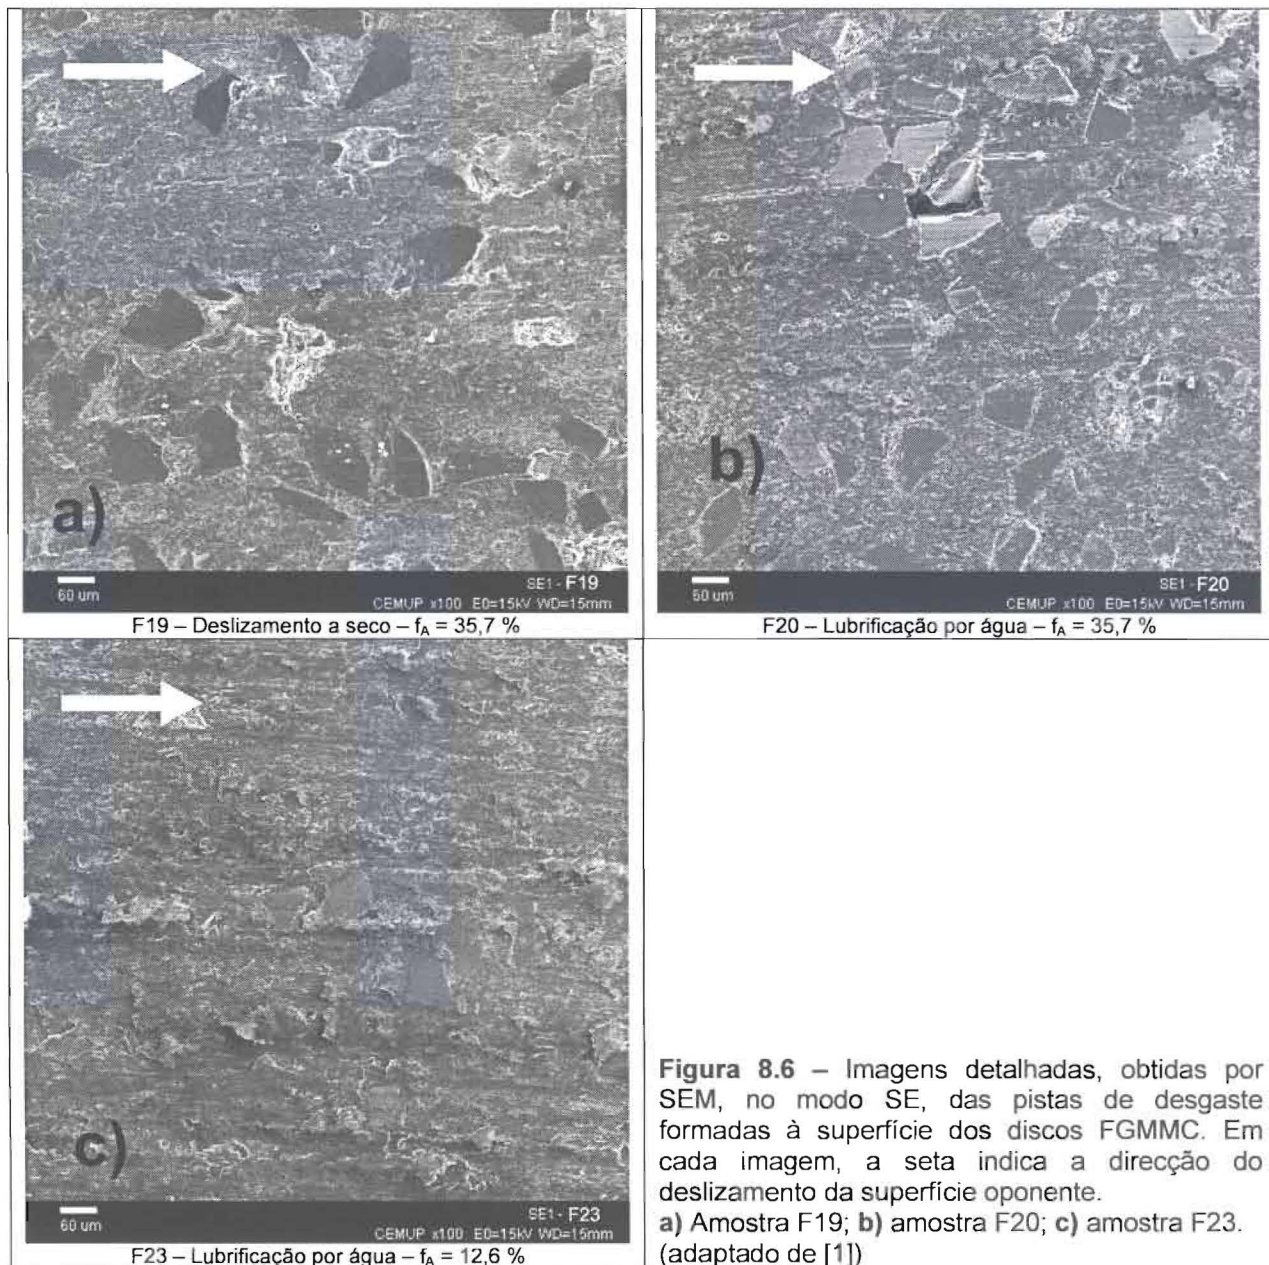 a)
60 um
SE1 - F19
CEMUP x100 E0=15kV WD=15mm
F19 – Deslizamento a seco – fA = 35,7 %
b)
60 um
SE1 - F20
CEMUP x100 E0=15kV WD=15mm
F20 – Lubrificação por água – fA = 35,7 %
c)
60 um
SE1 - F23
CEMUP x100 E0=15kV WD=15mm
F23 – Lubrificação por água – fA = 12,6 %
Figura 8.6 – Imagens detalhadas, obtidas por
SEM, no modo SE, das pistas de desgaste
formadas à superfície dos discos FGMMC. Em
cada imagem, a seta indica a direcção do
deslizamento da superfície oponente.
a) Amostra F19; b) amostra F20; c) amostra F23.
(adaptado de [1])